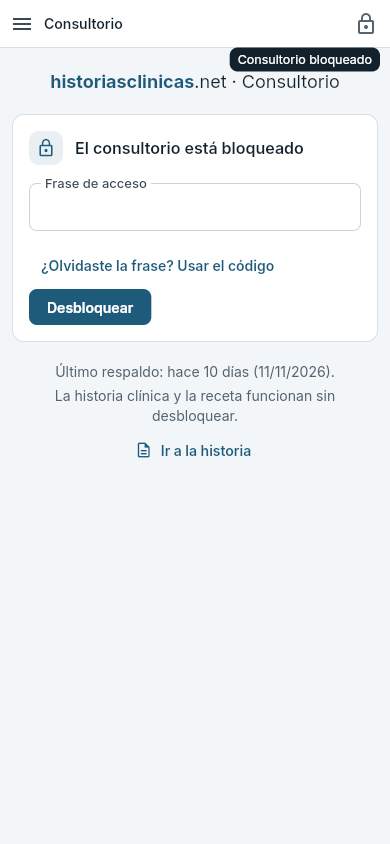 Consultorio
Consultorio bloqueado
historiasclinicas.net · Consultorio
El consultorio está bloqueado
Frase de acceso
¿Olvidaste la frase? Usar el código
Desbloquear
Último respaldo: hace 10 días (11/11/2026).
La historia clínica y la receta funcionan sin
desbloquear.
Ir a la historia